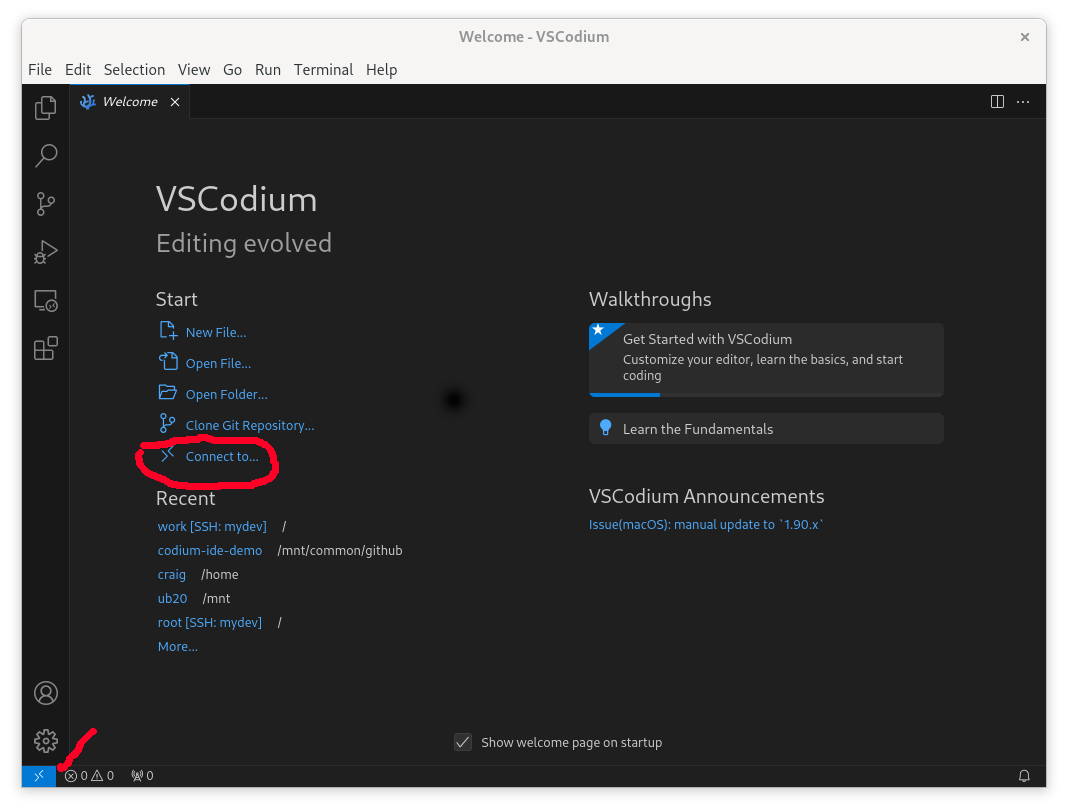 Welcome - VSCodium
File Edit Selection View Go Run Terminal Help
Welcome
VSCodium
Editing evolved
Start
New File...
Open File...
Open Folder...
Clone Git Repository...
Connect to...
Recent
work [SSH: mydev] /
codium-ide-demo /mnt/common/github
craig /home
ub20 /mnt
root [SSH: mydev] /
More...
Walkthroughs
Get Started with VSCodium
Customize your editor, learn the basics, and start
coding
Learn the Fundamentals
VSCodium Announcements
Issue(macOS): manual update to `1.90.x`
Show welcome page on startup
0 0 0